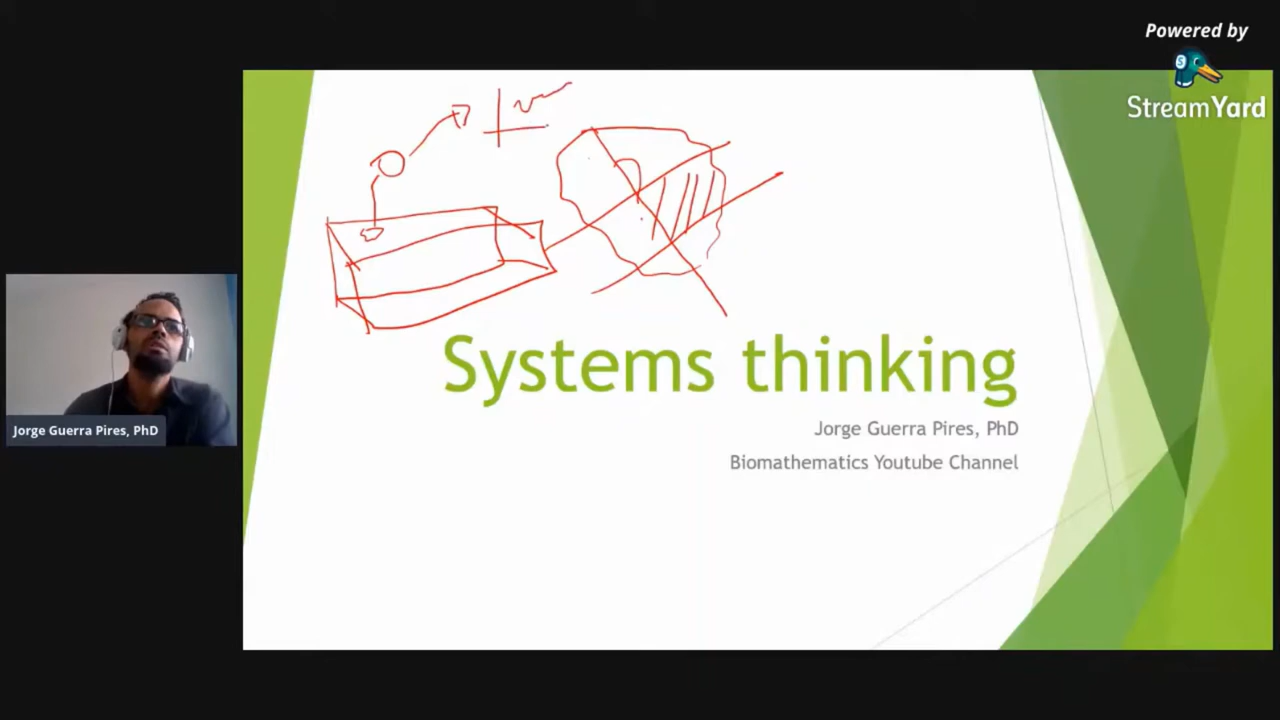 Powered by
StreamYard
Systems thinking
Jorge Guerra Pires, PhD
Biomathematics Youtube Channel
Jorge Guerra Pires, PhD